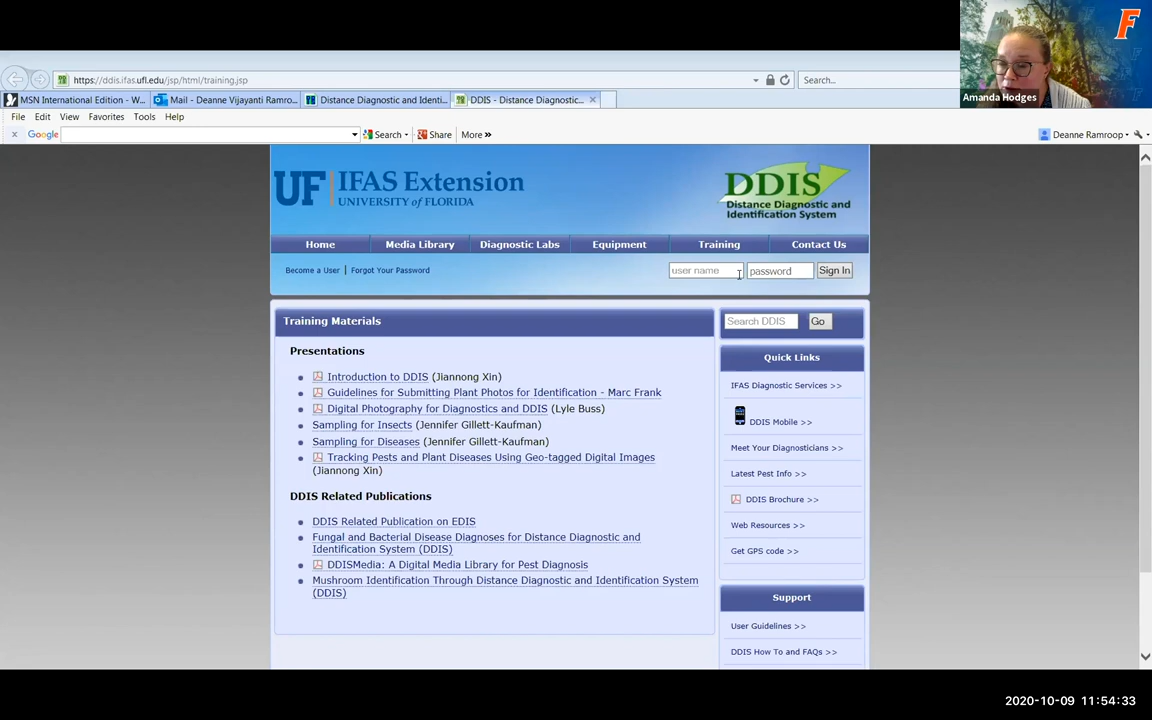 F
Amanda Hodges
https://ddis.ifas.ufl.edu/jsp/html/training.jsp
Search...
MSN International Edition - W...
Mail - Deanne Vijayanti Ramro...
Distance Diagnostic and Identi...
DDIS - Distance Diagnostic...
File Edit View Favorites Tools Help
Google Search Share More »
Deanne Ramroop
UF IFAS Extension
UNIVERSITY of FLORIDA
DDIS
Distance Diagnostic and
Identification System
Home Media Library Diagnostic Labs Equipment Training Contact Us
Become a User | Forgot Your Password
user name password Sign In
Training Materials
Presentations
Introduction to DDIS (Jiannong Xin)
Guidelines for Submitting Plant Photos for Identification - Marc Frank
Digital Photography for Diagnostics and DDIS (Lyle Buss)
Sampling for Insects (Jennifer Gillett-Kaufman)
Sampling for Diseases (Jennifer Gillett-Kaufman)
Tracking Pests and Plant Diseases Using Geo-tagged Digital Images
(Jiannong Xin)
DDIS Related Publications
DDIS Related Publication on EDIS
Fungal and Bacterial Disease Diagnoses for Distance Diagnostic and
Identification System (DDIS)
DDISMedia: A Digital Media Library for Pest Diagnosis
Mushroom Identification Through Distance Diagnostic and Identification System
(DDIS)
Search DDIS Go
Quick Links
IFAS Diagnostic Services >>
DDIS Mobile >>
Meet Your Diagnosticians >>
Latest Pest Info >>
DDIS Brochure >>
Web Resources >>
Get GPS code >>
Support
User Guidelines >>
DDIS How To and FAQs >>
2020-10-09 11:54:33